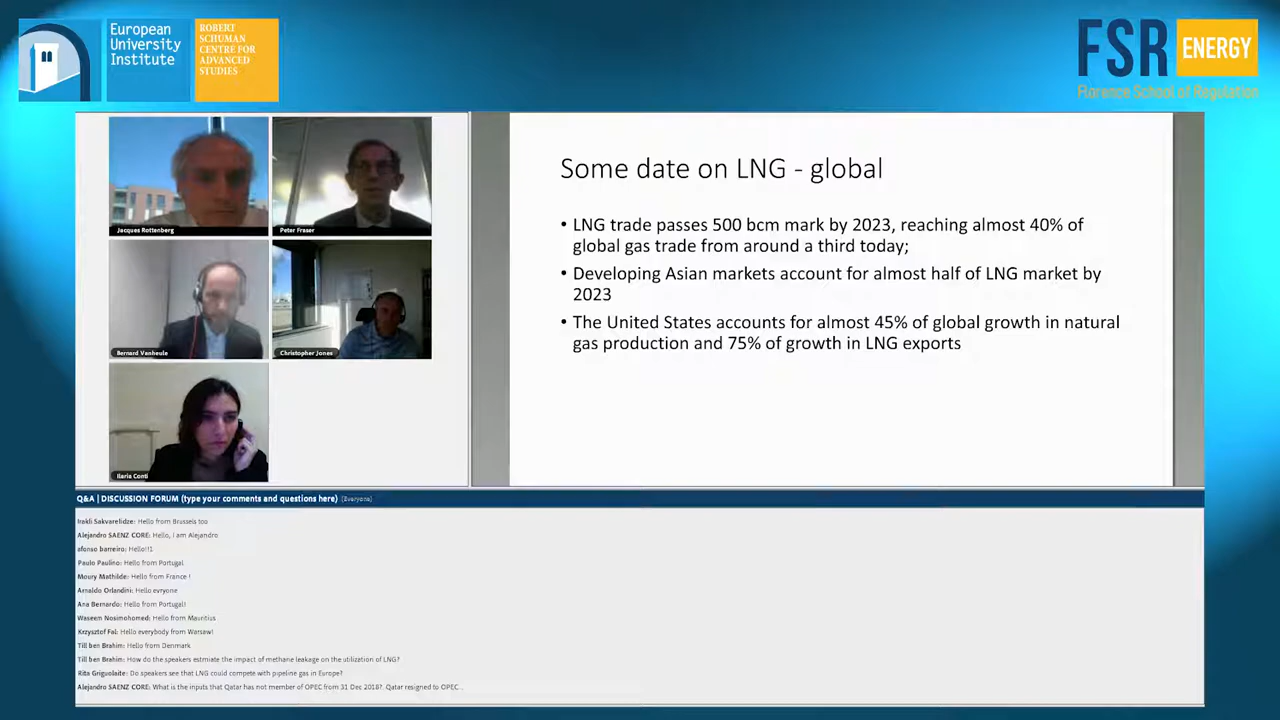 European
University
Institute
ROBERT
SCHUMAN
CENTRE FOR
ADVANCED
STUDIES
FSR ENERGY
Florence School of Regulation
Jacques Rottenberg
Peter Fraser
Bernard Vanheule
Christopher Jones
Ilaria Conti
Some date on LNG - global
• LNG trade passes 500 bcm mark by 2023, reaching almost 40% of
global gas trade from around a third today;
• Developing Asian markets account for almost half of LNG market by
2023
• The United States accounts for almost 45% of global growth in natural
gas production and 75% of growth in LNG exports
Q&A | DISCUSSION FORUM (type your comments and questions here) (Everyone)
Irakli Sakvarelidze: Hello from Brussels too
Alejandro SAENZ CORE: Hello, I am Alejandro
afonso barreiro: Hello!!1
Paulo Paulino: Hello from Portugal
Moury Mathilde: Hello from France !
Arnaldo Orlandini: Hello evryone
Ana Bernardo: Hello from Portugal!
Waseem Nosimohomed: Hello from Mauritius
Krzysztof Fal: Hello everybody from Warsaw!
Till ben Brahim: Hello from Denmark
Till ben Brahim: How do the speakers estmiate the impact of methane leakage on the utilization of LNG?
Rita Griguolaite: Do speakers see that LNG could compete with pipeline gas in Europe?
Alejandro SAENZ CORE: What is the inputs that Qatar has not member of OPEC from 31 Dec 2018?. Qatar resigned to OPEC...